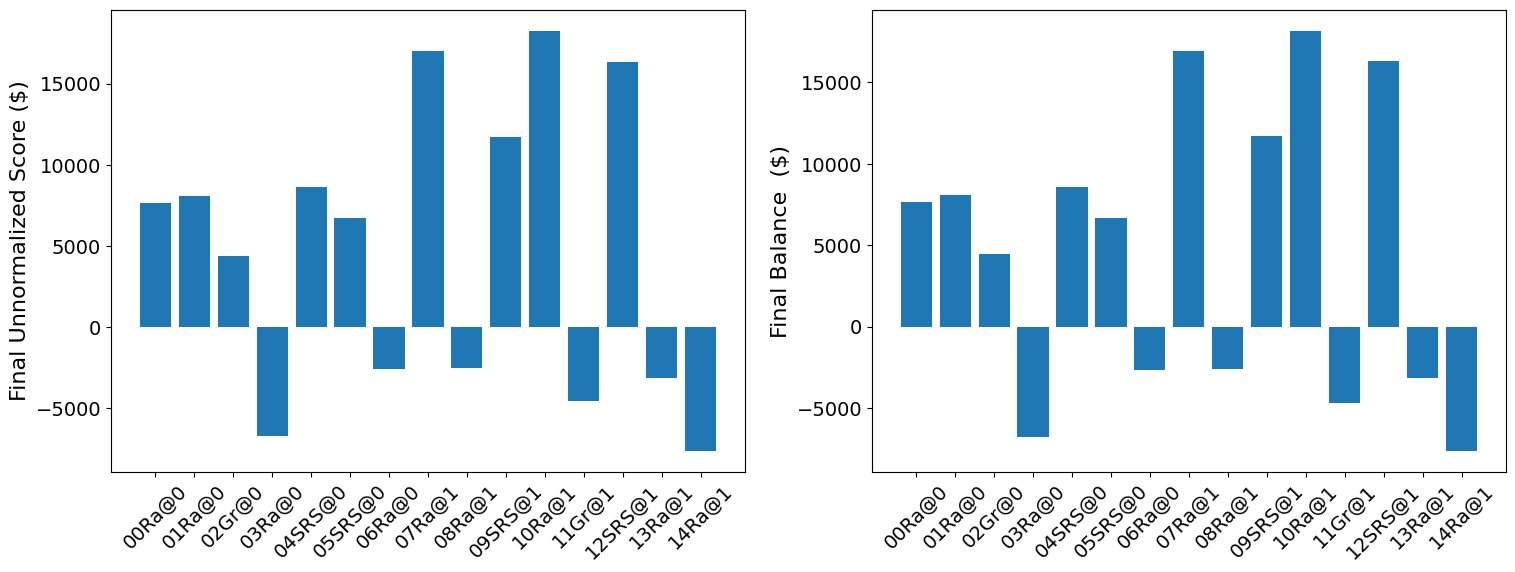 Final Unnormalized Score ($)
15000
10000
5000
0
−5000
00Ra@0
01Ra@0
02Gr@0
03Ra@0
04SRS@0
05SRS@0
06Ra@0
07Ra@1
08Ra@1
09SRS@1
10Ra@1
11Gr@1
12SRS@1
13Ra@1
14Ra@1
Final Balance  ($)
15000
10000
5000
0
−5000
00Ra@0
01Ra@0
02Gr@0
03Ra@0
04SRS@0
05SRS@0
06Ra@0
07Ra@1
08Ra@1
09SRS@1
10Ra@1
11Gr@1
12SRS@1
13Ra@1
14Ra@1